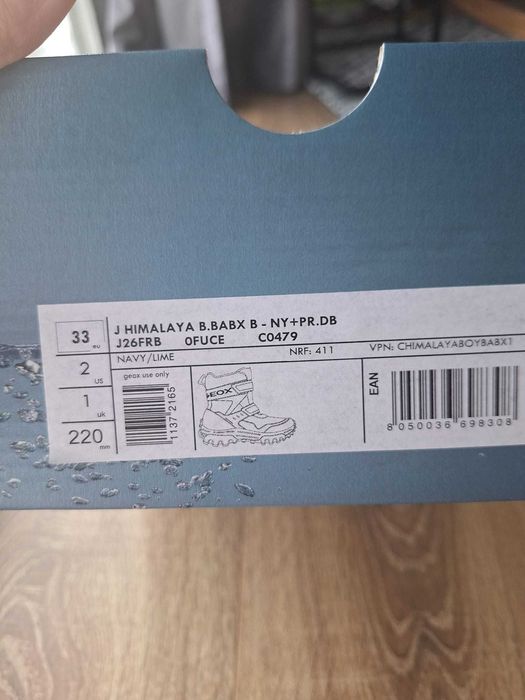 33 eu
2 US
1 uk
220 mm
J HIMALAYA B.BABX B - NY+PR.DB
J26FRB 0FUCE C0479
NAVY/LIME NRF: 411 VPN: CHIMALAYABOYBABX1
geox use only
1137 2165
GEOX
EAN
8 050036 698308